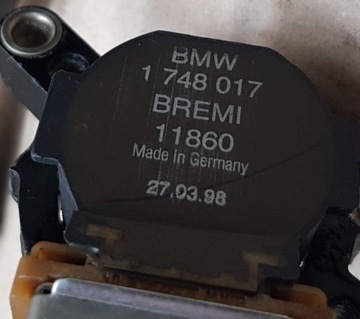 BMW
1 748 017
BREMI
11860
Made in Germany
27.03.98